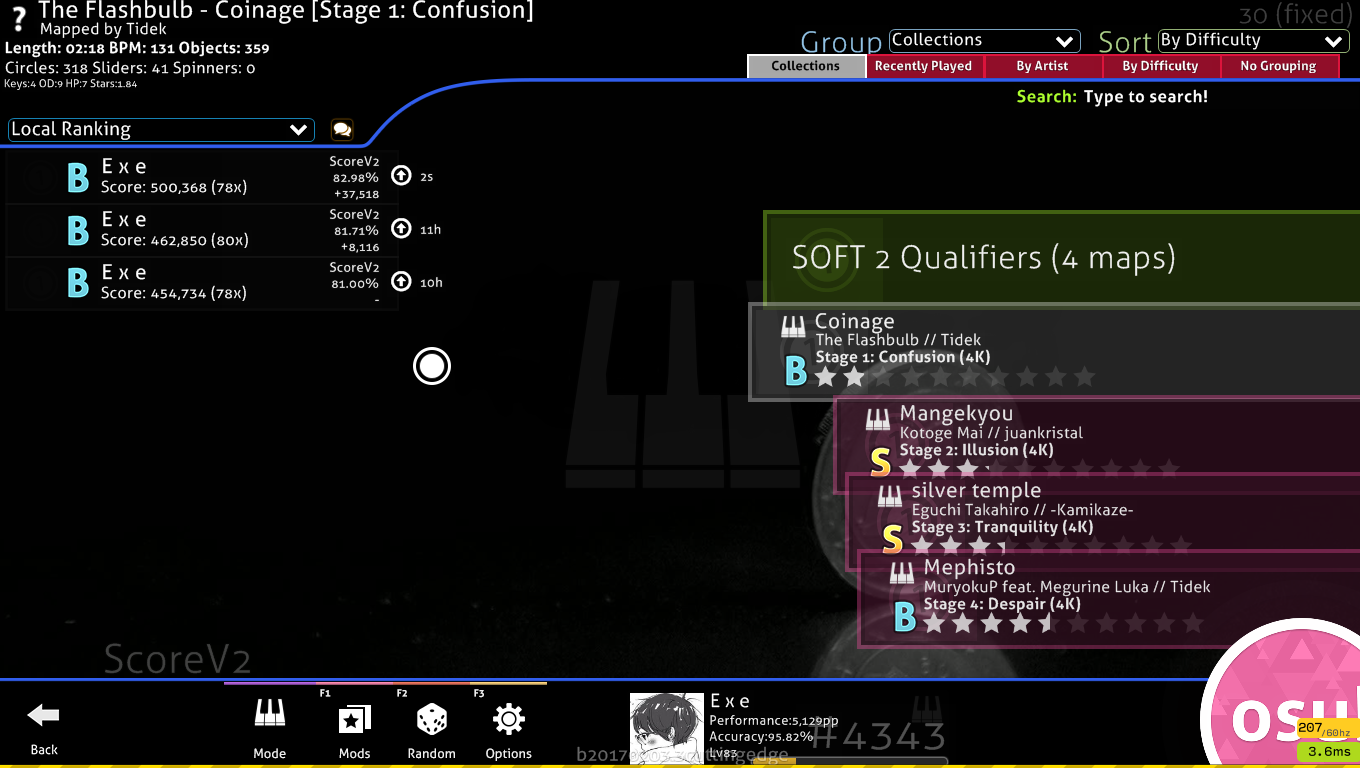 The Flashbulb - Coinage [Stage 1: Confusion]
Mapped by Tidek
Length: 02:18 BPM: 131 Objects: 359
Circles: 318 Sliders: 41 Spinners: 0
Keys:4 OD:9 HP:7 Stars:1.84
30 (fixed)
Group Collections Sort By Difficulty
Collections Recently Played By Artist By Difficulty No Grouping
Search: Type to search!
Local Ranking
B E x e ScoreV2
Score: 500,368 (78x) 82.98% 2s
+37,518
B E x e ScoreV2
Score: 462,850 (80x) 81.71% 11h
+8,116
B E x e ScoreV2
Score: 454,734 (78x) 81.00% 10h
-
SOFT 2 Qualifiers (4 maps)
Coinage
The Flashbulb // Tidek
Stage 1: Confusion (4K)
B
Mangekyou
Kotoge Mai // juankristal
Stage 2: Illusion (4K)
S
silver temple
Eguchi Takahiro // -Kamikaze-
Stage 3: Tranquility (4K)
S
Mephisto
MuryokuP feat. Megurine Luka // Tidek
Stage 4: Despair (4K)
B
ScoreV2
Back
Mode
F1 Mods
F2 Random
F3 Options
E x e
Performance:5,129pp
Accuracy:95.82%
Lv83
#4343
osu
207/60hz
3.6ms